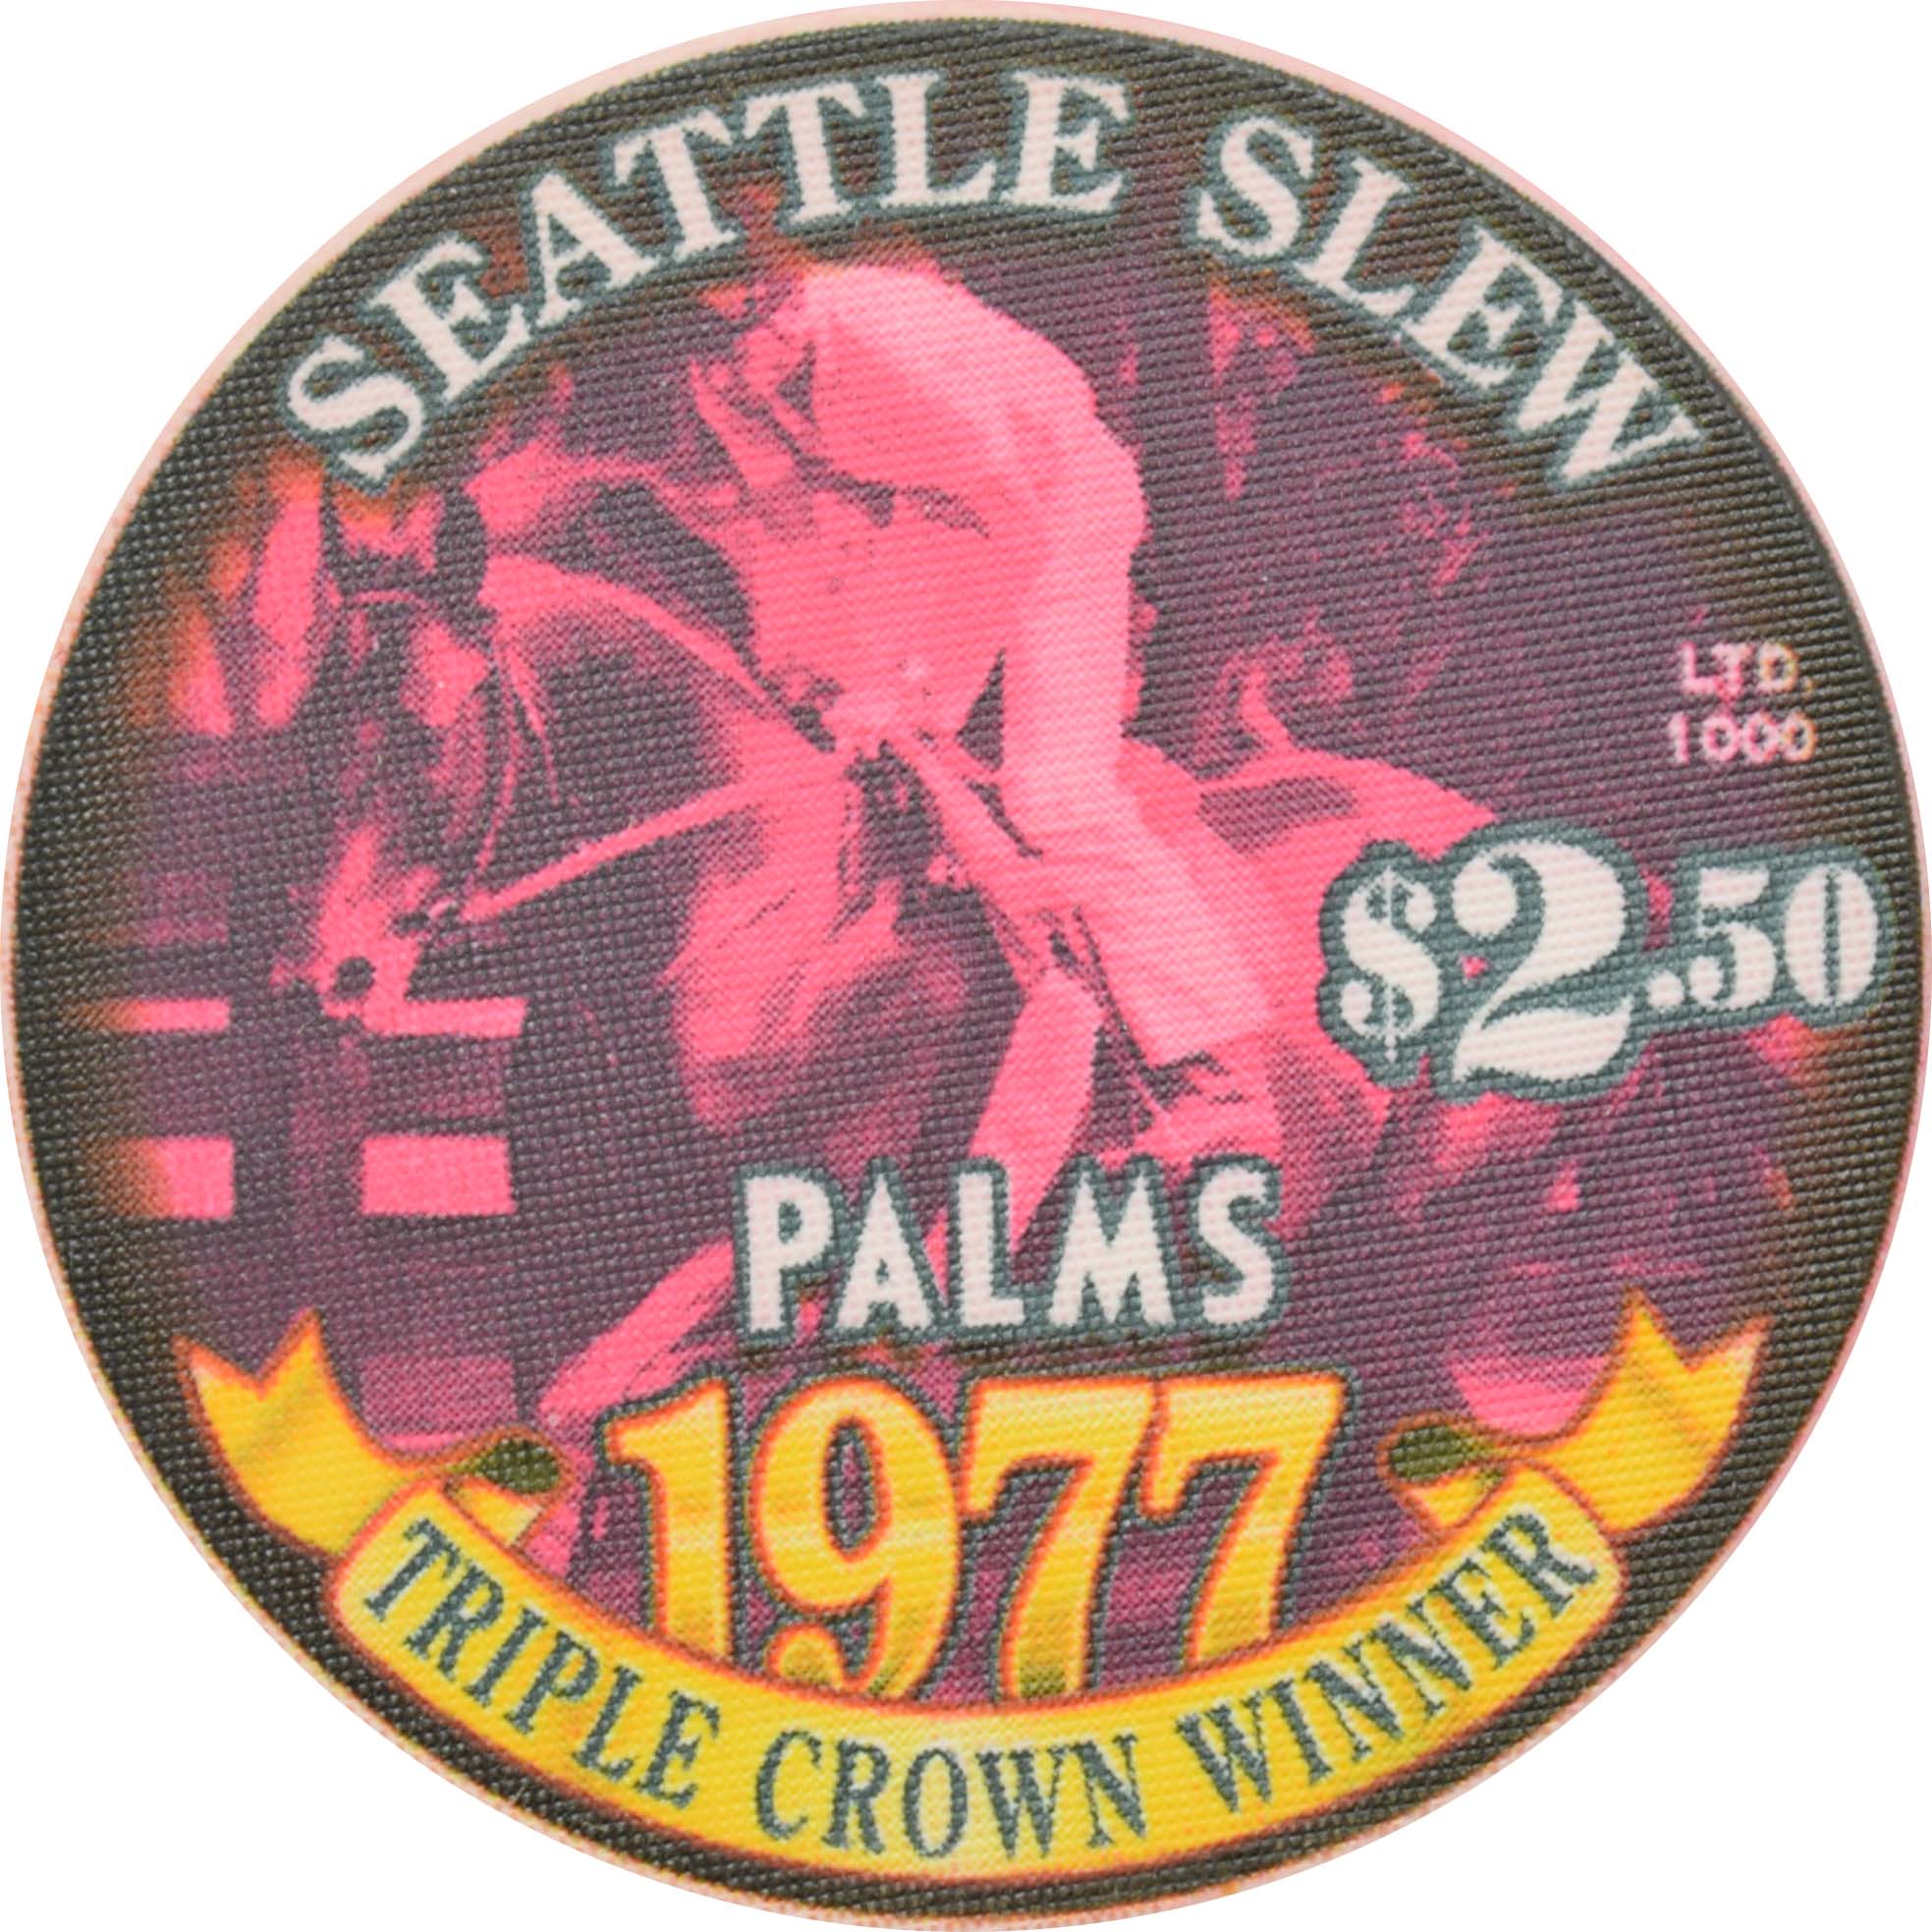 SEATTLE SLEW
LTD.
1000
$2.50
PALMS
1977
TRIPLE CROWN WINNER